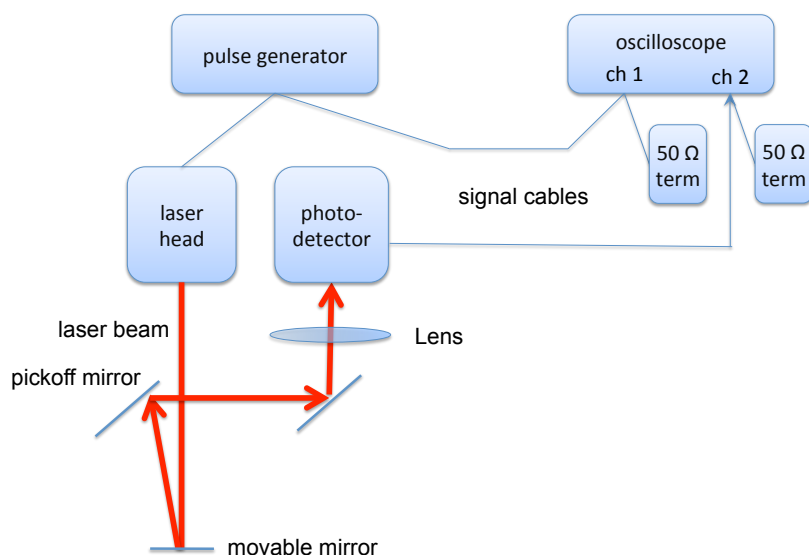 pulse generator
oscilloscope
ch 1
ch 2
50 Ω
term
50 Ω
term
signal cables
laser
head
photo-
detector
laser beam
Lens
pickoff mirror
movable mirror